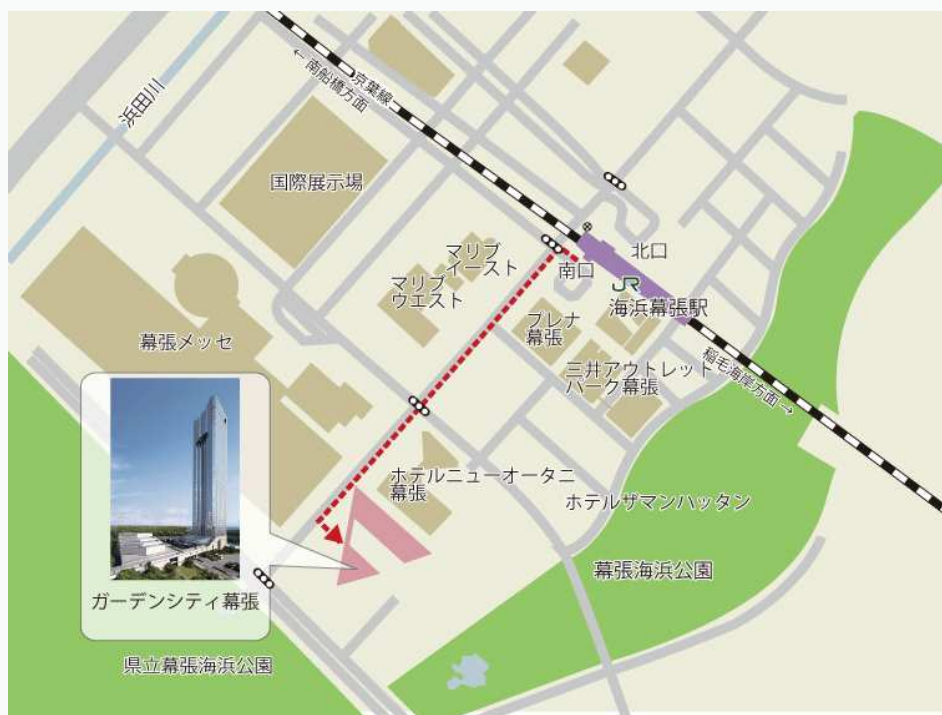 ← 南船橋方面
京葉線
浜田三
国際展示場
北口
マリブ
イースト
南口
マリブ
ウエスト
JR
海浜幕張駅
プレナ
幕張
幕張メッセ
三井アウトレット
パーク幕張
稲毛海岸方面 →
ホテルニューオータニ
幕張
ホテルザマンハッタン
幕張海浜公園
ガーデンシティ幕張
県立幕張海浜公園